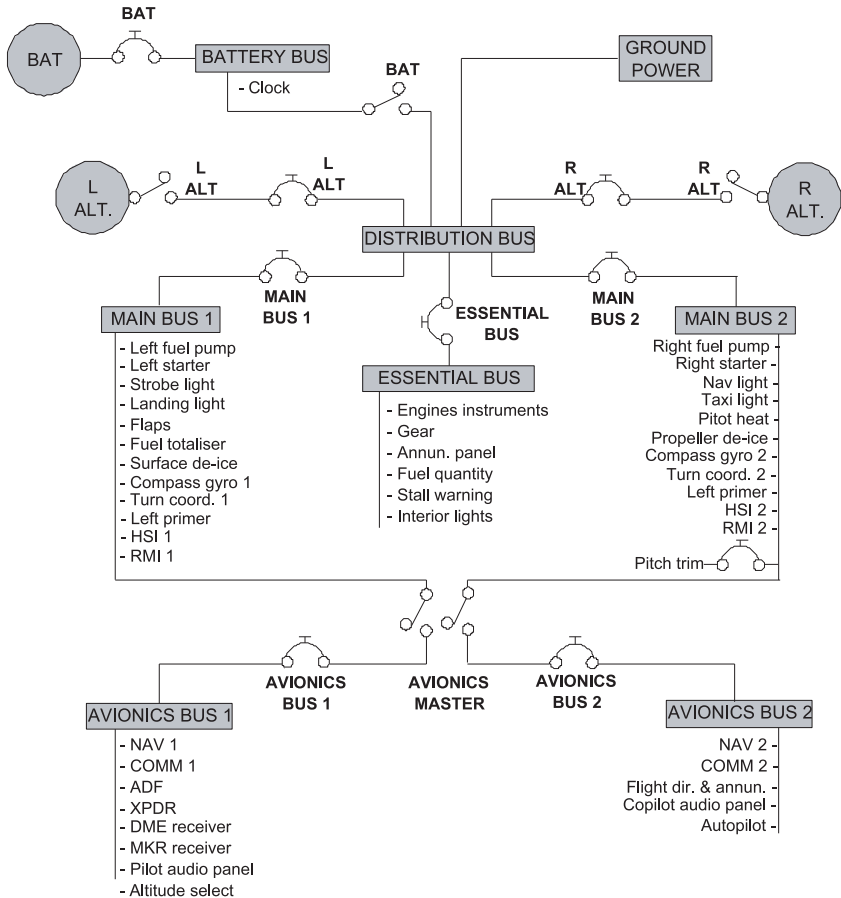 BAT
BAT
BATTERY BUS
- Clock
BAT
GROUND
POWER
L
ALT.
L
ALT
L
ALT
R
ALT
R
ALT
R
ALT.
DISTRIBUTION BUS
MAIN
BUS 1
ESSENTIAL
BUS
MAIN
BUS 2
MAIN BUS 1
- Left fuel pump
- Left starter
- Strobe light
- Landing light
- Flaps
- Fuel totaliser
- Surface de-ice
- Compass gyro 1
- Turn coord. 1
- Left primer
- HSI 1
- RMI 1
ESSENTIAL BUS
- Engines instruments
- Gear
- Annun. panel
- Fuel quantity
- Stall warning
- Interior lights
MAIN BUS 2
Right fuel pump -
Right starter -
Nav light -
Taxi light -
Pitot heat -
Propeller de-ice -
Compass gyro 2 -
Turn coord. 2 -
Left primer -
HSI 2 -
RMI 2 -
Pitch trim
AVIONICS
BUS 1
AVIONICS
MASTER
AVIONICS
BUS 2
AVIONICS BUS 1
- NAV 1
- COMM 1
- ADF
- XPDR
- DME receiver
- MKR receiver
- Pilot audio panel
- Altitude select
AVIONICS BUS 2
NAV 2 -
COMM 2 -
Flight dir. & annun. -
Copilot audio panel -
Autopilot -